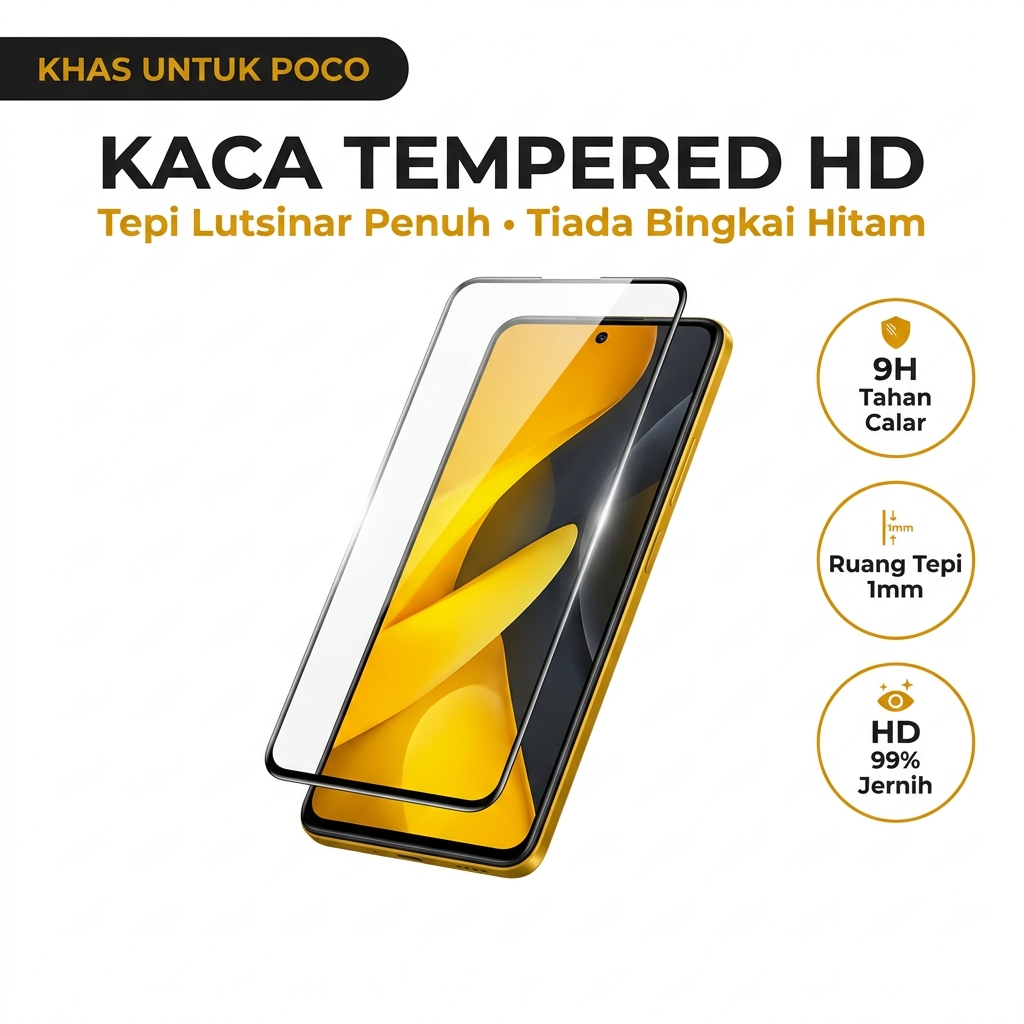 KHAS UNTUK POCO
KACA TEMPERED HD
Tepi Lutsinar Penuh • Tiada Bingkai Hitam
9H
Tahan
Calar
1mm
Ruang Tepi
1mm
HD
99%
Jernih